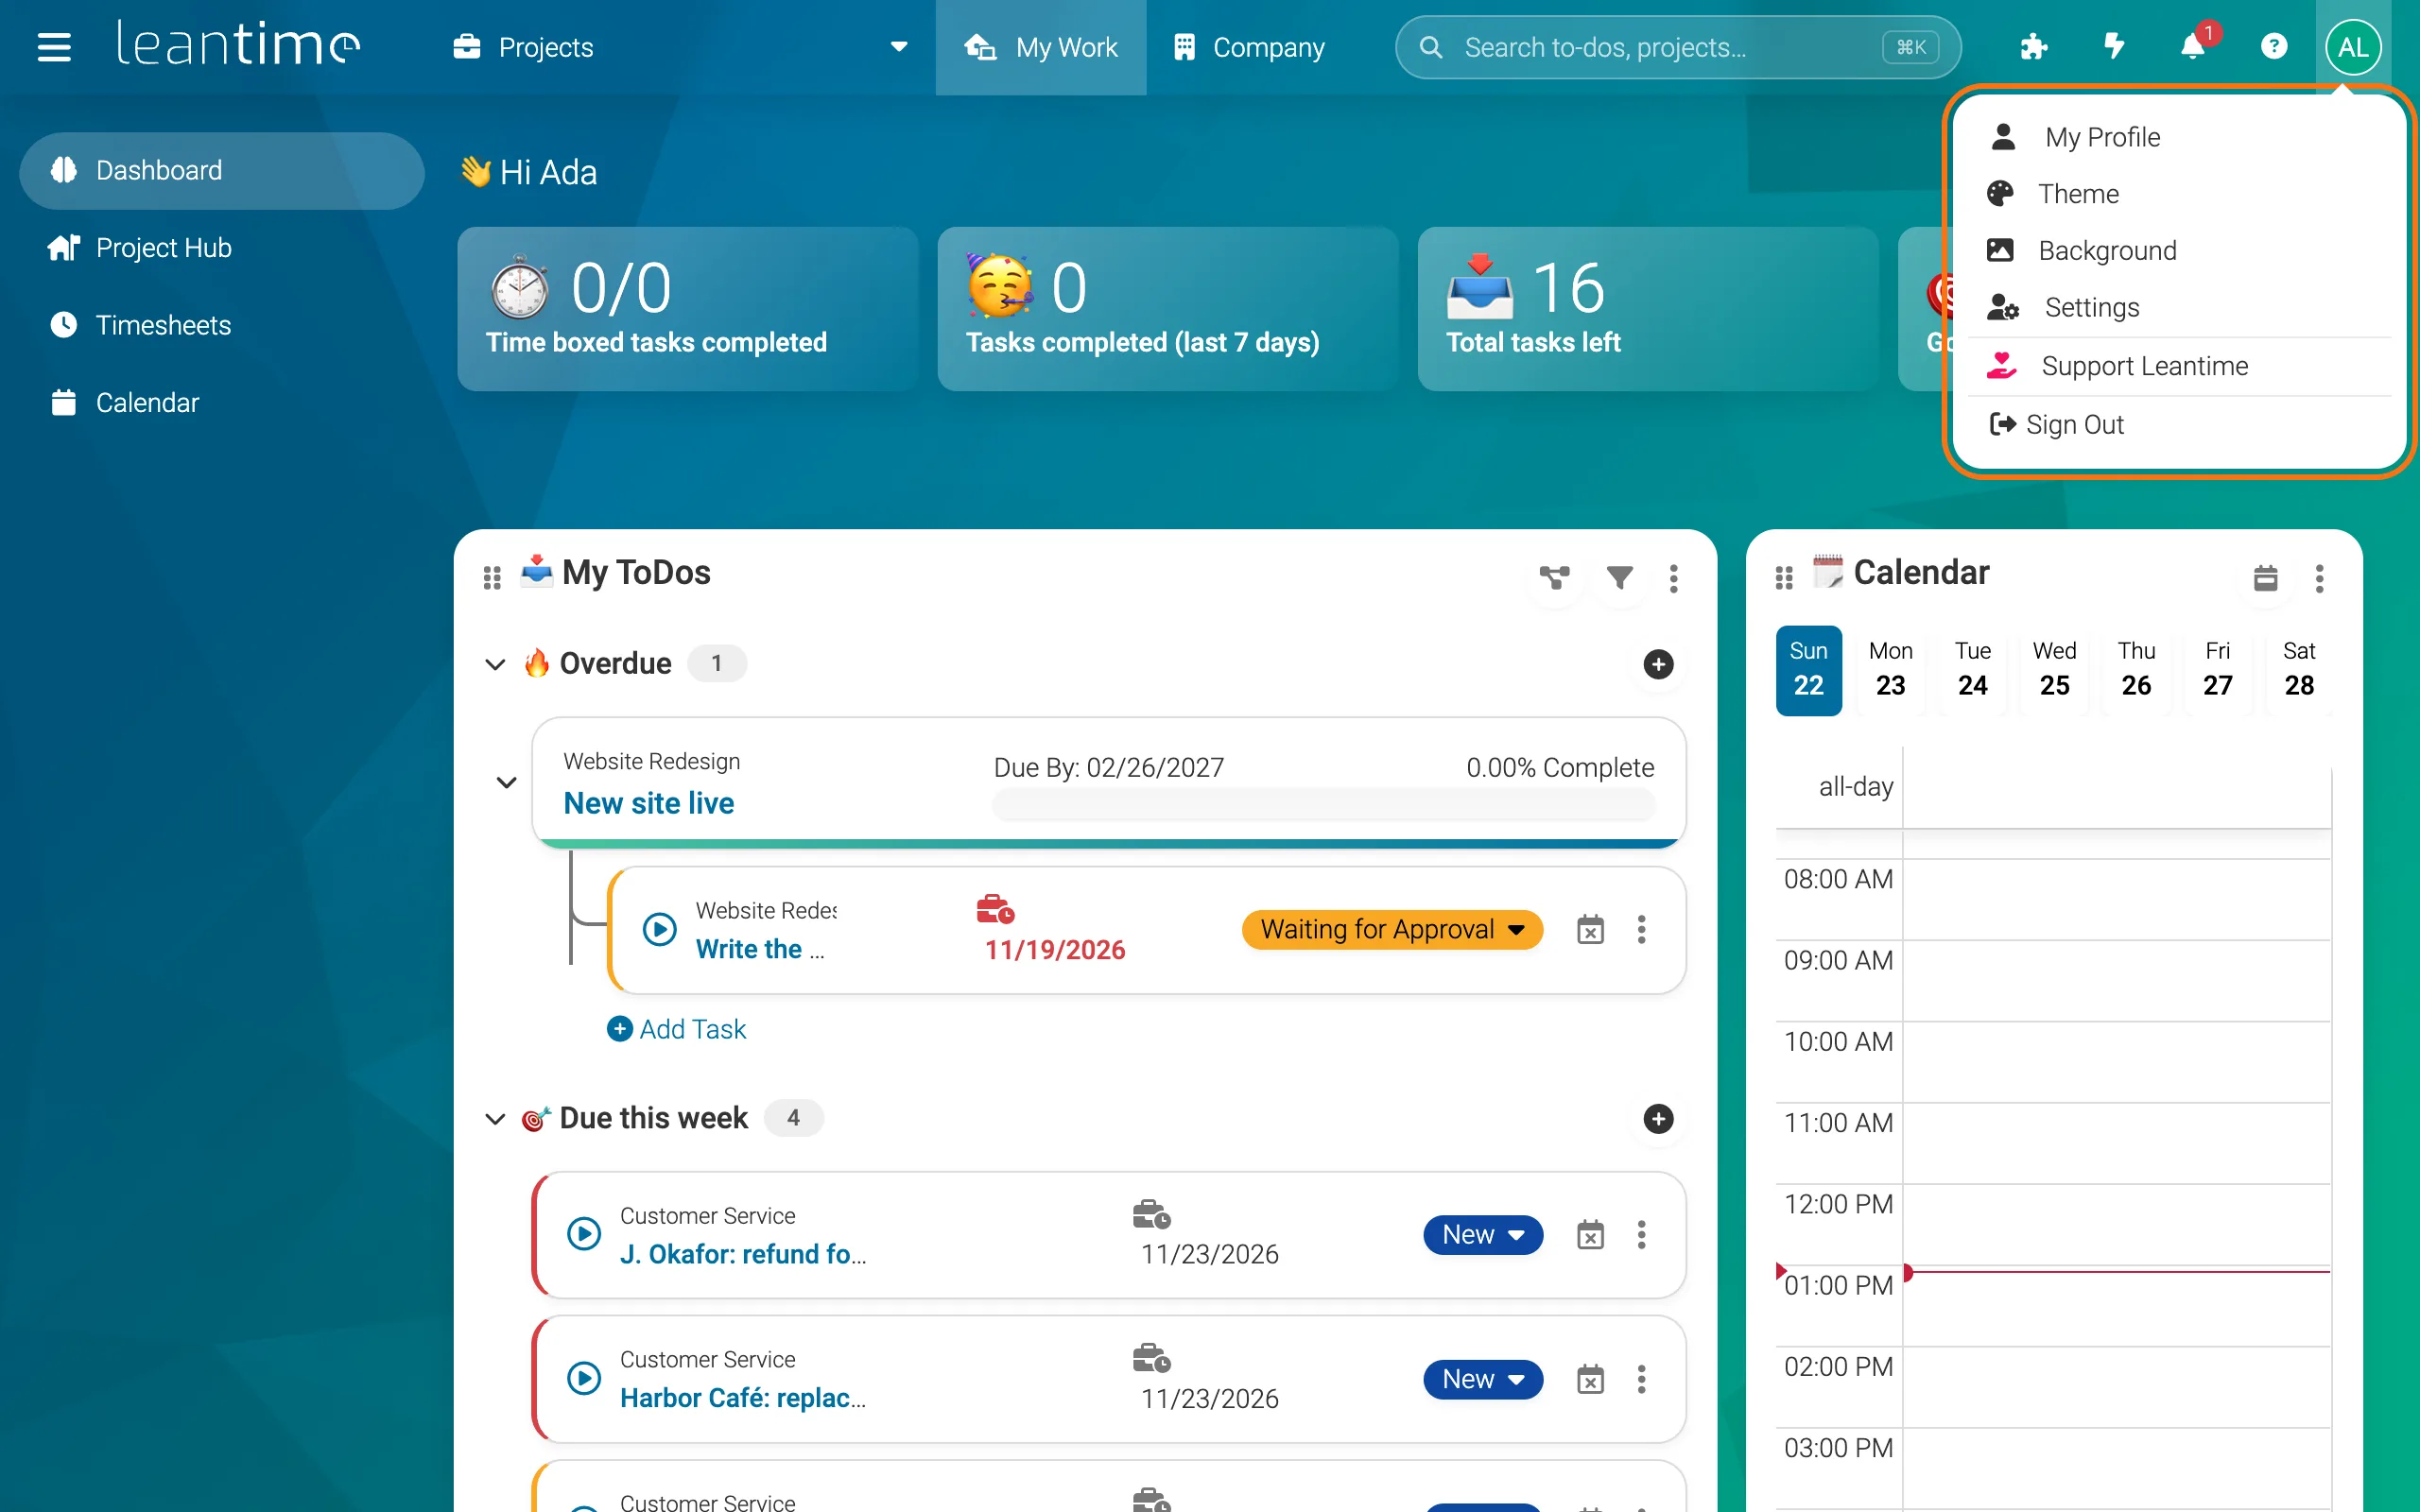 leantime
Projects
My Work
Company
Search to-dos, projects...
⌘K
1
AL
My Profile
Theme
Background
Settings
Support Leantime
Sign Out
Dashboard
Project Hub
Timesheets
Calendar
👋 Hi Ada
0/0
Time boxed tasks completed
0
Tasks completed (last 7 days)
16
Total tasks left
My ToDos
Overdue 1
Website Redesign
New site live
Due By: 02/26/2027
0.00% Complete
Website
Write the ...
11/19/2026
Waiting for Approval
Add Task
Due this week 4
Customer Service
J. Okafor: refund fo...
11/23/2026
New
Customer Service
Harbor Café: replac...
11/23/2026
New
Customer Service
Calendar
Sun Mon Tue Wed Thu Fri Sat
22 23 24 25 26 27 28
all-day
08:00 AM
09:00 AM
10:00 AM
11:00 AM
12:00 PM
01:00 PM
02:00 PM
03:00 PM